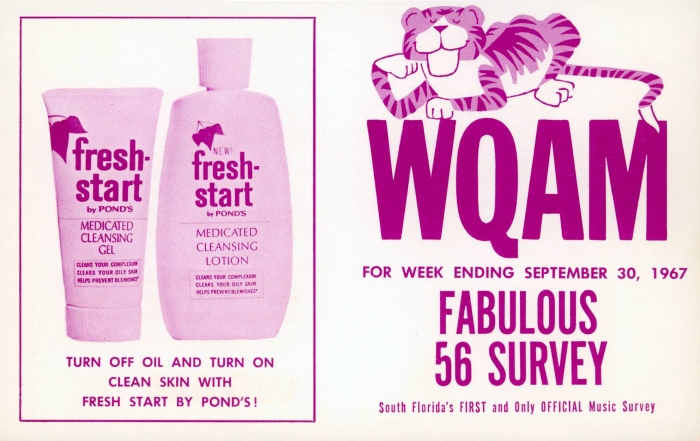 fresh-
start
by POND'S
MEDICATED
CLEANSING
GEL
CLEARS YOUR COMPLEXION
CLEARS YOUR OILY SKIN
HELPS PREVENT BLEMISHES*
NEW!
fresh-
start
by POND'S
MEDICATED
CLEANSING
LOTION
CLEARS YOUR COMPLEXION
CLEARS YOUR OILY SKIN
HELPS PREVENT BLEMISHES*
TURN OFF OIL AND TURN ON
CLEAN SKIN WITH
FRESH START BY POND'S!
WQAM
FOR WEEK ENDING SEPTEMBER 30, 1967
FABULOUS
56 SURVEY
South Florida's FIRST and Only OFFICIAL Music Survey